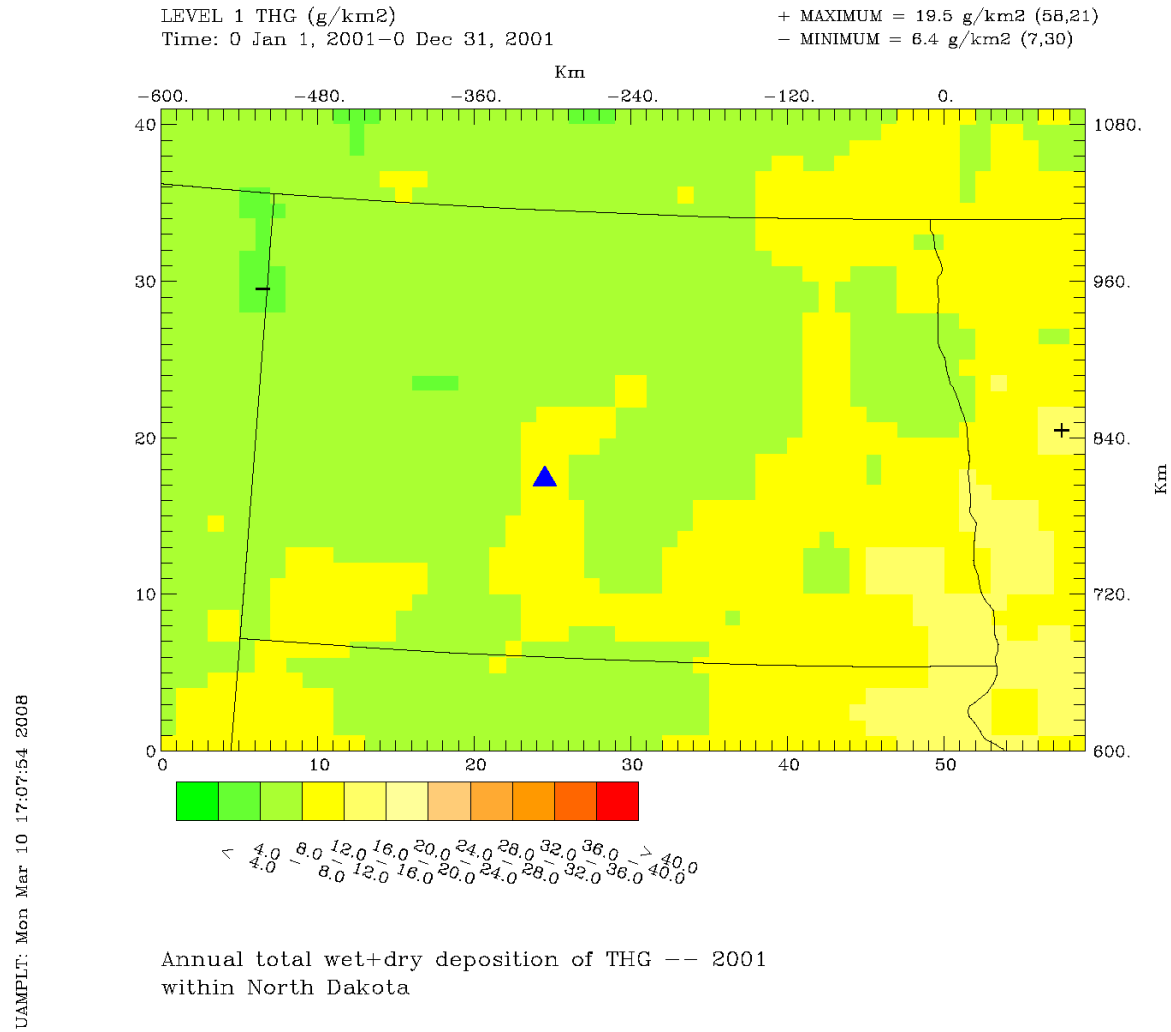 LEVEL 1 THG (g/km2)
Time: 0 Jan 1, 2001-0 Dec 31, 2001
+ MAXIMUM = 19.5 g/km2 (58,21)
- MINIMUM = 6.4 g/km2 (7,30)
Km
-600. -480. -360. -240. -120. 0.
40 1080.
30 960.
20 840.
Km
10 720.
0 600.
0 10 20 30 40 50
< 4.0
4.0 - 8.0
8.0 - 12.0
12.0 - 16.0
16.0 - 20.0
20.0 - 24.0
24.0 - 28.0
28.0 - 32.0
32.0 - 36.0
36.0 - 40.0
> 40.0
Annual total wet+dry deposition of THG -- 2001
within North Dakota
UAMPLT: Mon Mar 10 17:07:54 2008